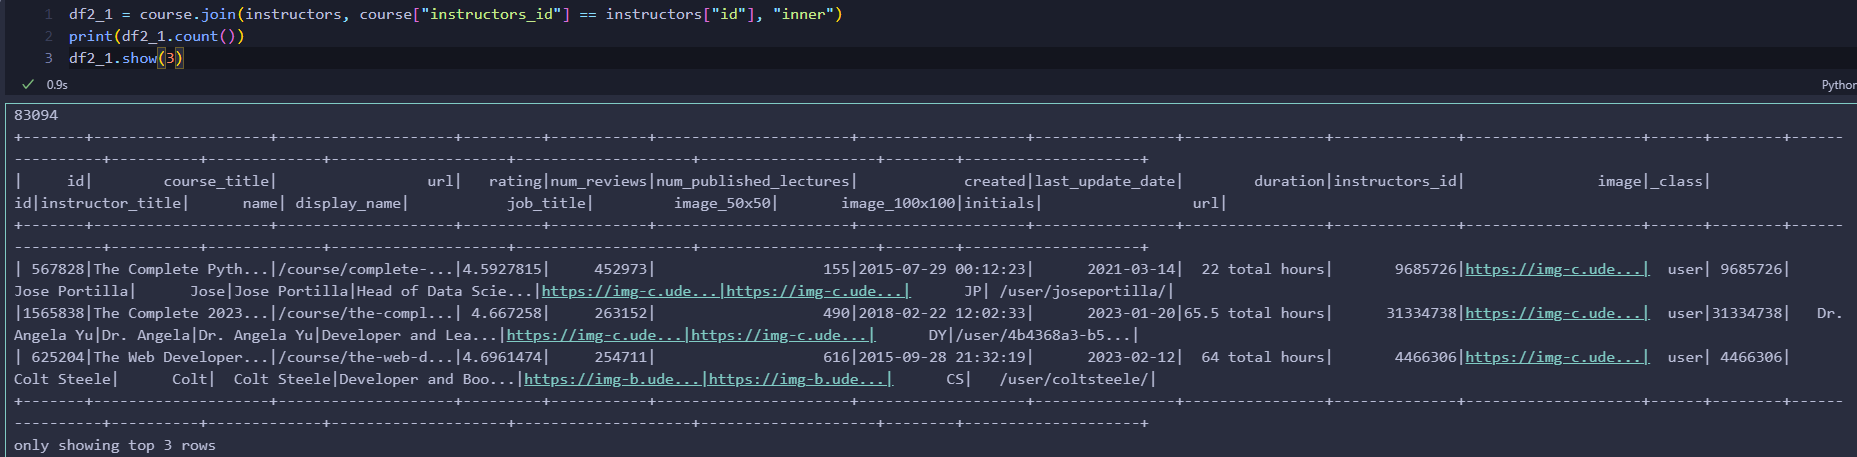 1 df2_1 = course.join(instructors, course["instructors_id"] == instructors["id"], "inner")
2 print(df2_1.count())
3 df2_1.show(3)
✓ 0.9s Python
83094
+-------+--------------------+--------------------+---------+-----------+----------------------+-------------------+----------------+----------------+--------------+--------------------+------+--------+------
----------+----------+-------------+--------------------+--------------------+--------------------+--------+--------------------+
|     id|        course_title|                 url|   rating|num_reviews|num_published_lectures|            created|last_update_date|        duration|instructors_id|               image|_class|
id|instructor_title|      name| display_name|           job_title|         image_50x50|       image_100x100|initials|                 url|
+-------+--------------------+--------------------+---------+-----------+----------------------+-------------------+----------------+----------------+--------------+--------------------+------+--------+------
----------+----------+-------------+--------------------+--------------------+--------------------+--------+--------------------+
| 567828|The Complete Pyth...|/course/complete-...|4.5927815|     452973|                   155|2015-07-29 00:12:23|      2021-03-14|  22 total hours|       9685726|https://img-c.ude...|  user| 9685726|
Jose Portilla|      Jose|Jose Portilla|Head of Data Scie...|https://img-c.ude...|https://img-c.ude...|      JP| /user/joseportilla/|
|1565838|The Complete 2023...|/course/the-compl...| 4.667258|     263152|                   490|2018-02-22 12:02:33|      2023-01-20|65.5 total hours|      31334738|https://img-c.ude...|  user|31334738|   Dr.
Angela Yu|Dr. Angela|Dr. Angela Yu|Developer and Lea...|https://img-c.ude...|https://img-c.ude...|      DY|/user/4b4368a3-b5...|
| 625204|The Web Developer...|/course/the-web-d...|4.6961474|     254711|                   616|2015-09-28 21:32:19|      2023-02-12|  64 total hours|       4466306|https://img-c.ude...|  user| 4466306|
Colt Steele|      Colt|  Colt Steele|Developer and Boo...|https://img-b.ude...|https://img-b.ude...|      CS|   /user/coltsteele/|
+-------+--------------------+--------------------+---------+-----------+----------------------+-------------------+----------------+----------------+--------------+--------------------+------+--------+------
----------+----------+-------------+--------------------+--------------------+--------------------+--------+--------------------+
only showing top 3 rows